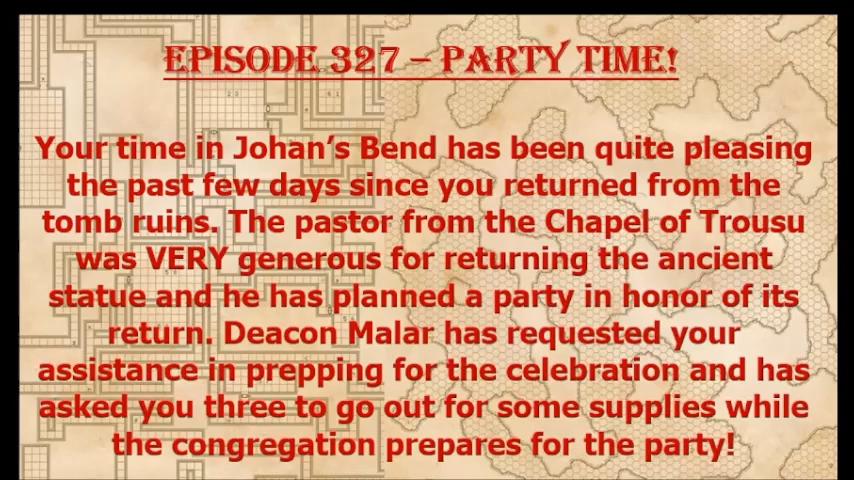 EPISODE 327 – PARTY TIME!
Your time in Johan’s Bend has been quite pleasing
the past few days since you returned from the
tomb ruins. The pastor from the Chapel of Trousu
was VERY generous for returning the ancient
statue and he has planned a party in honor of its
return. Deacon Malar has requested your
assistance in prepping for the celebration and has
asked you three to go out for some supplies while
the congregation prepares for the party!